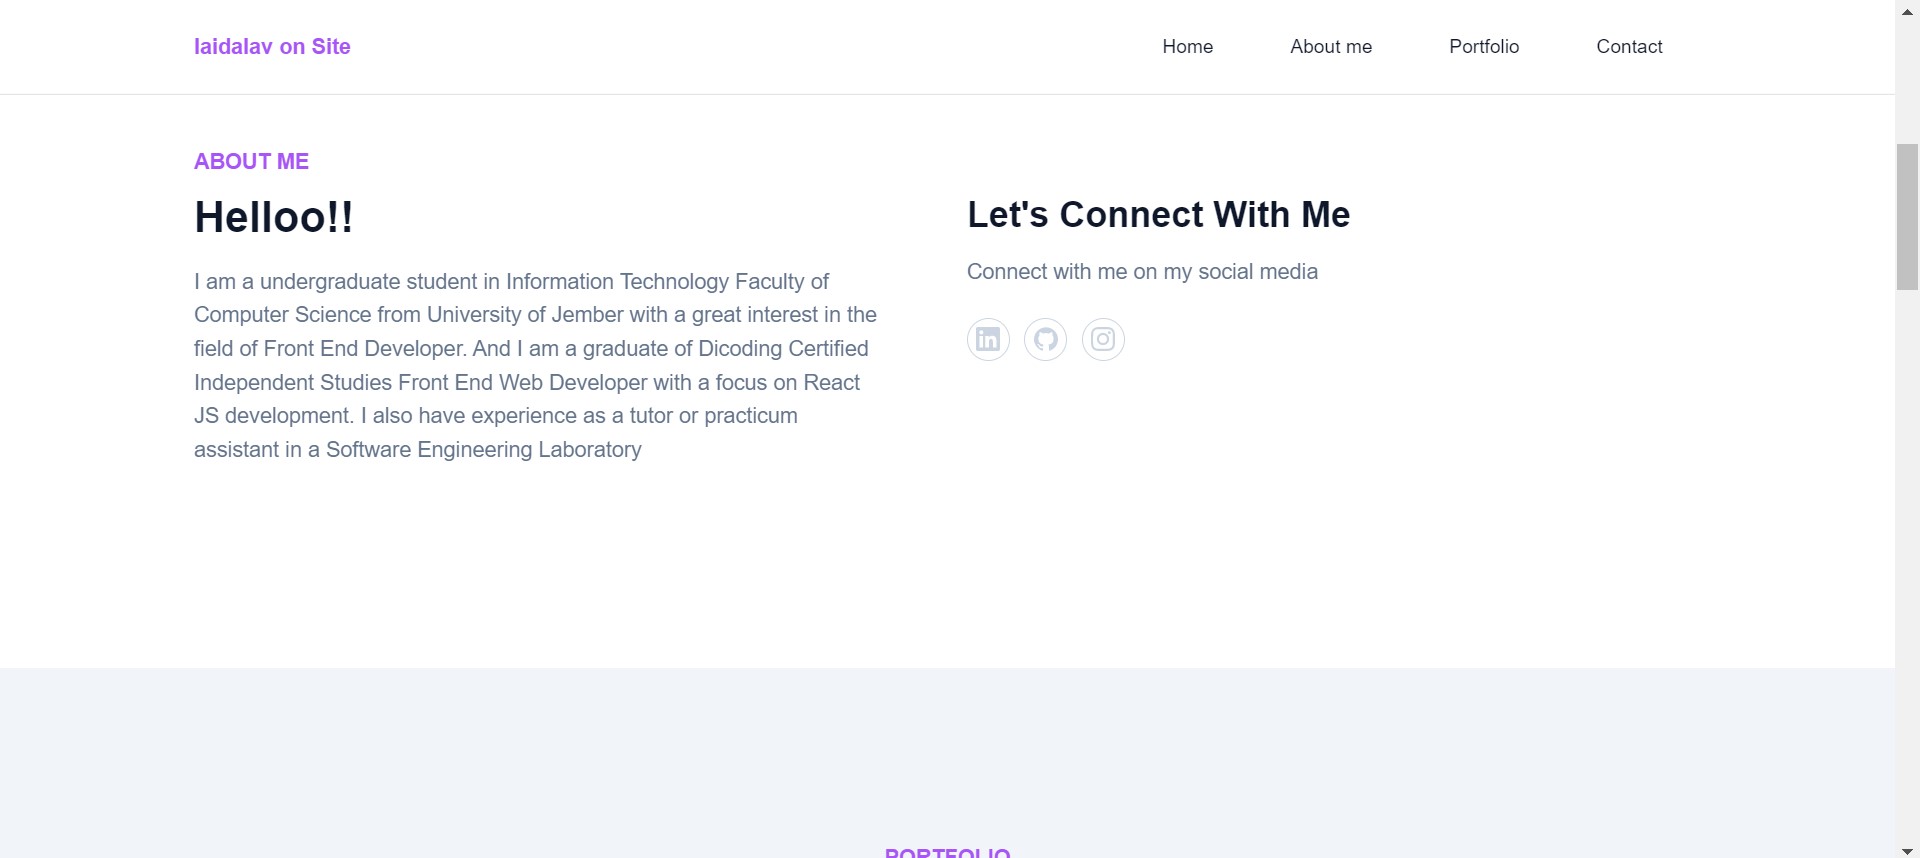 laidalav on Site
Home
About me
Portfolio
Contact
ABOUT ME
Helloo!!
I am a undergraduate student in Information Technology Faculty of
Computer Science from University of Jember with a great interest in the
field of Front End Developer. And I am a graduate of Dicoding Certified
Independent Studies Front End Web Developer with a focus on React
JS development. I also have experience as a tutor or practicum
assistant in a Software Engineering Laboratory
Let's Connect With Me
Connect with me on my social media
in
PORTFOLIO